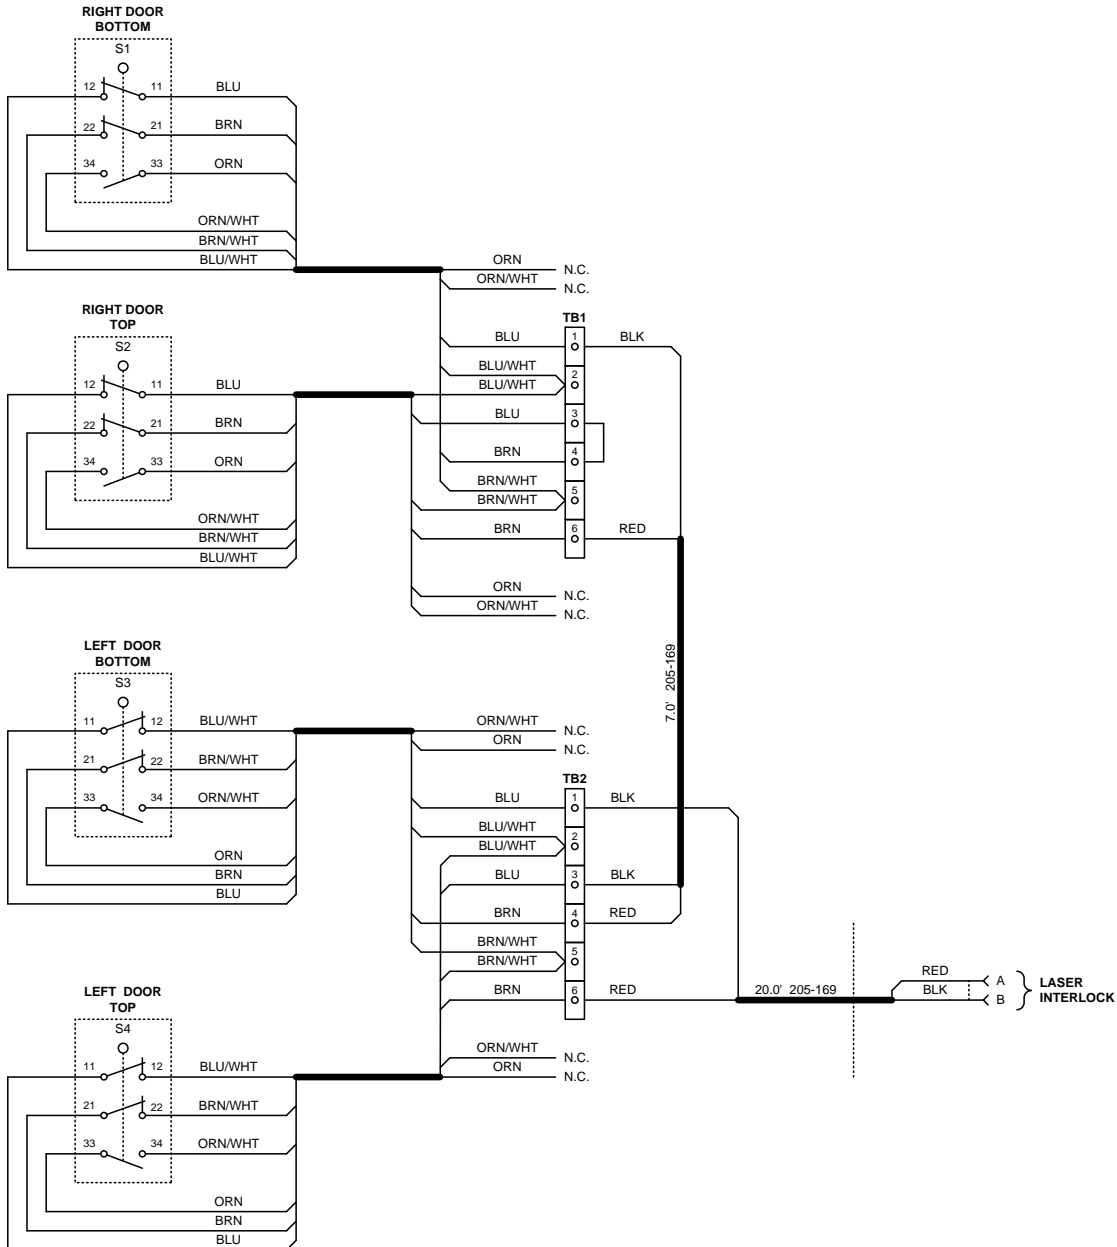 RIGHT DOOR
BOTTOM
S1
12 11 BLU
22 21 BRN
34 33 ORN
ORN/WHT
BRN/WHT
BLU/WHT
ORN N.C.
ORN/WHT N.C.
RIGHT DOOR
TOP
S2
12 11 BLU
22 21 BRN
34 33 ORN
ORN/WHT
BRN/WHT
BLU/WHT
TB1
BLU 1 BLK
BLU/WHT
2
BLU/WHT
BLU 3
BRN 4
BRN/WHT
5
BRN/WHT
BRN 6 RED
ORN N.C.
ORN/WHT N.C.
7.0' 205-169
LEFT DOOR
BOTTOM
S3
11 12 BLU/WHT
21 22 BRN/WHT
33 34 ORN/WHT
ORN
BRN
BLU
ORN/WHT N.C.
ORN N.C.
TB2
BLU 1 BLK
BLU/WHT
2
BLU/WHT
BLU 3 BLK
BRN 4 RED
BRN/WHT
5
BRN/WHT
BRN 6 RED
20.0' 205-169
RED A
BLK B
LASER
INTERLOCK
ORN/WHT N.C.
ORN N.C.
LEFT DOOR
TOP
S4
11 12 BLU/WHT
21 22 BRN/WHT
33 34 ORN/WHT
ORN
BRN
BLU